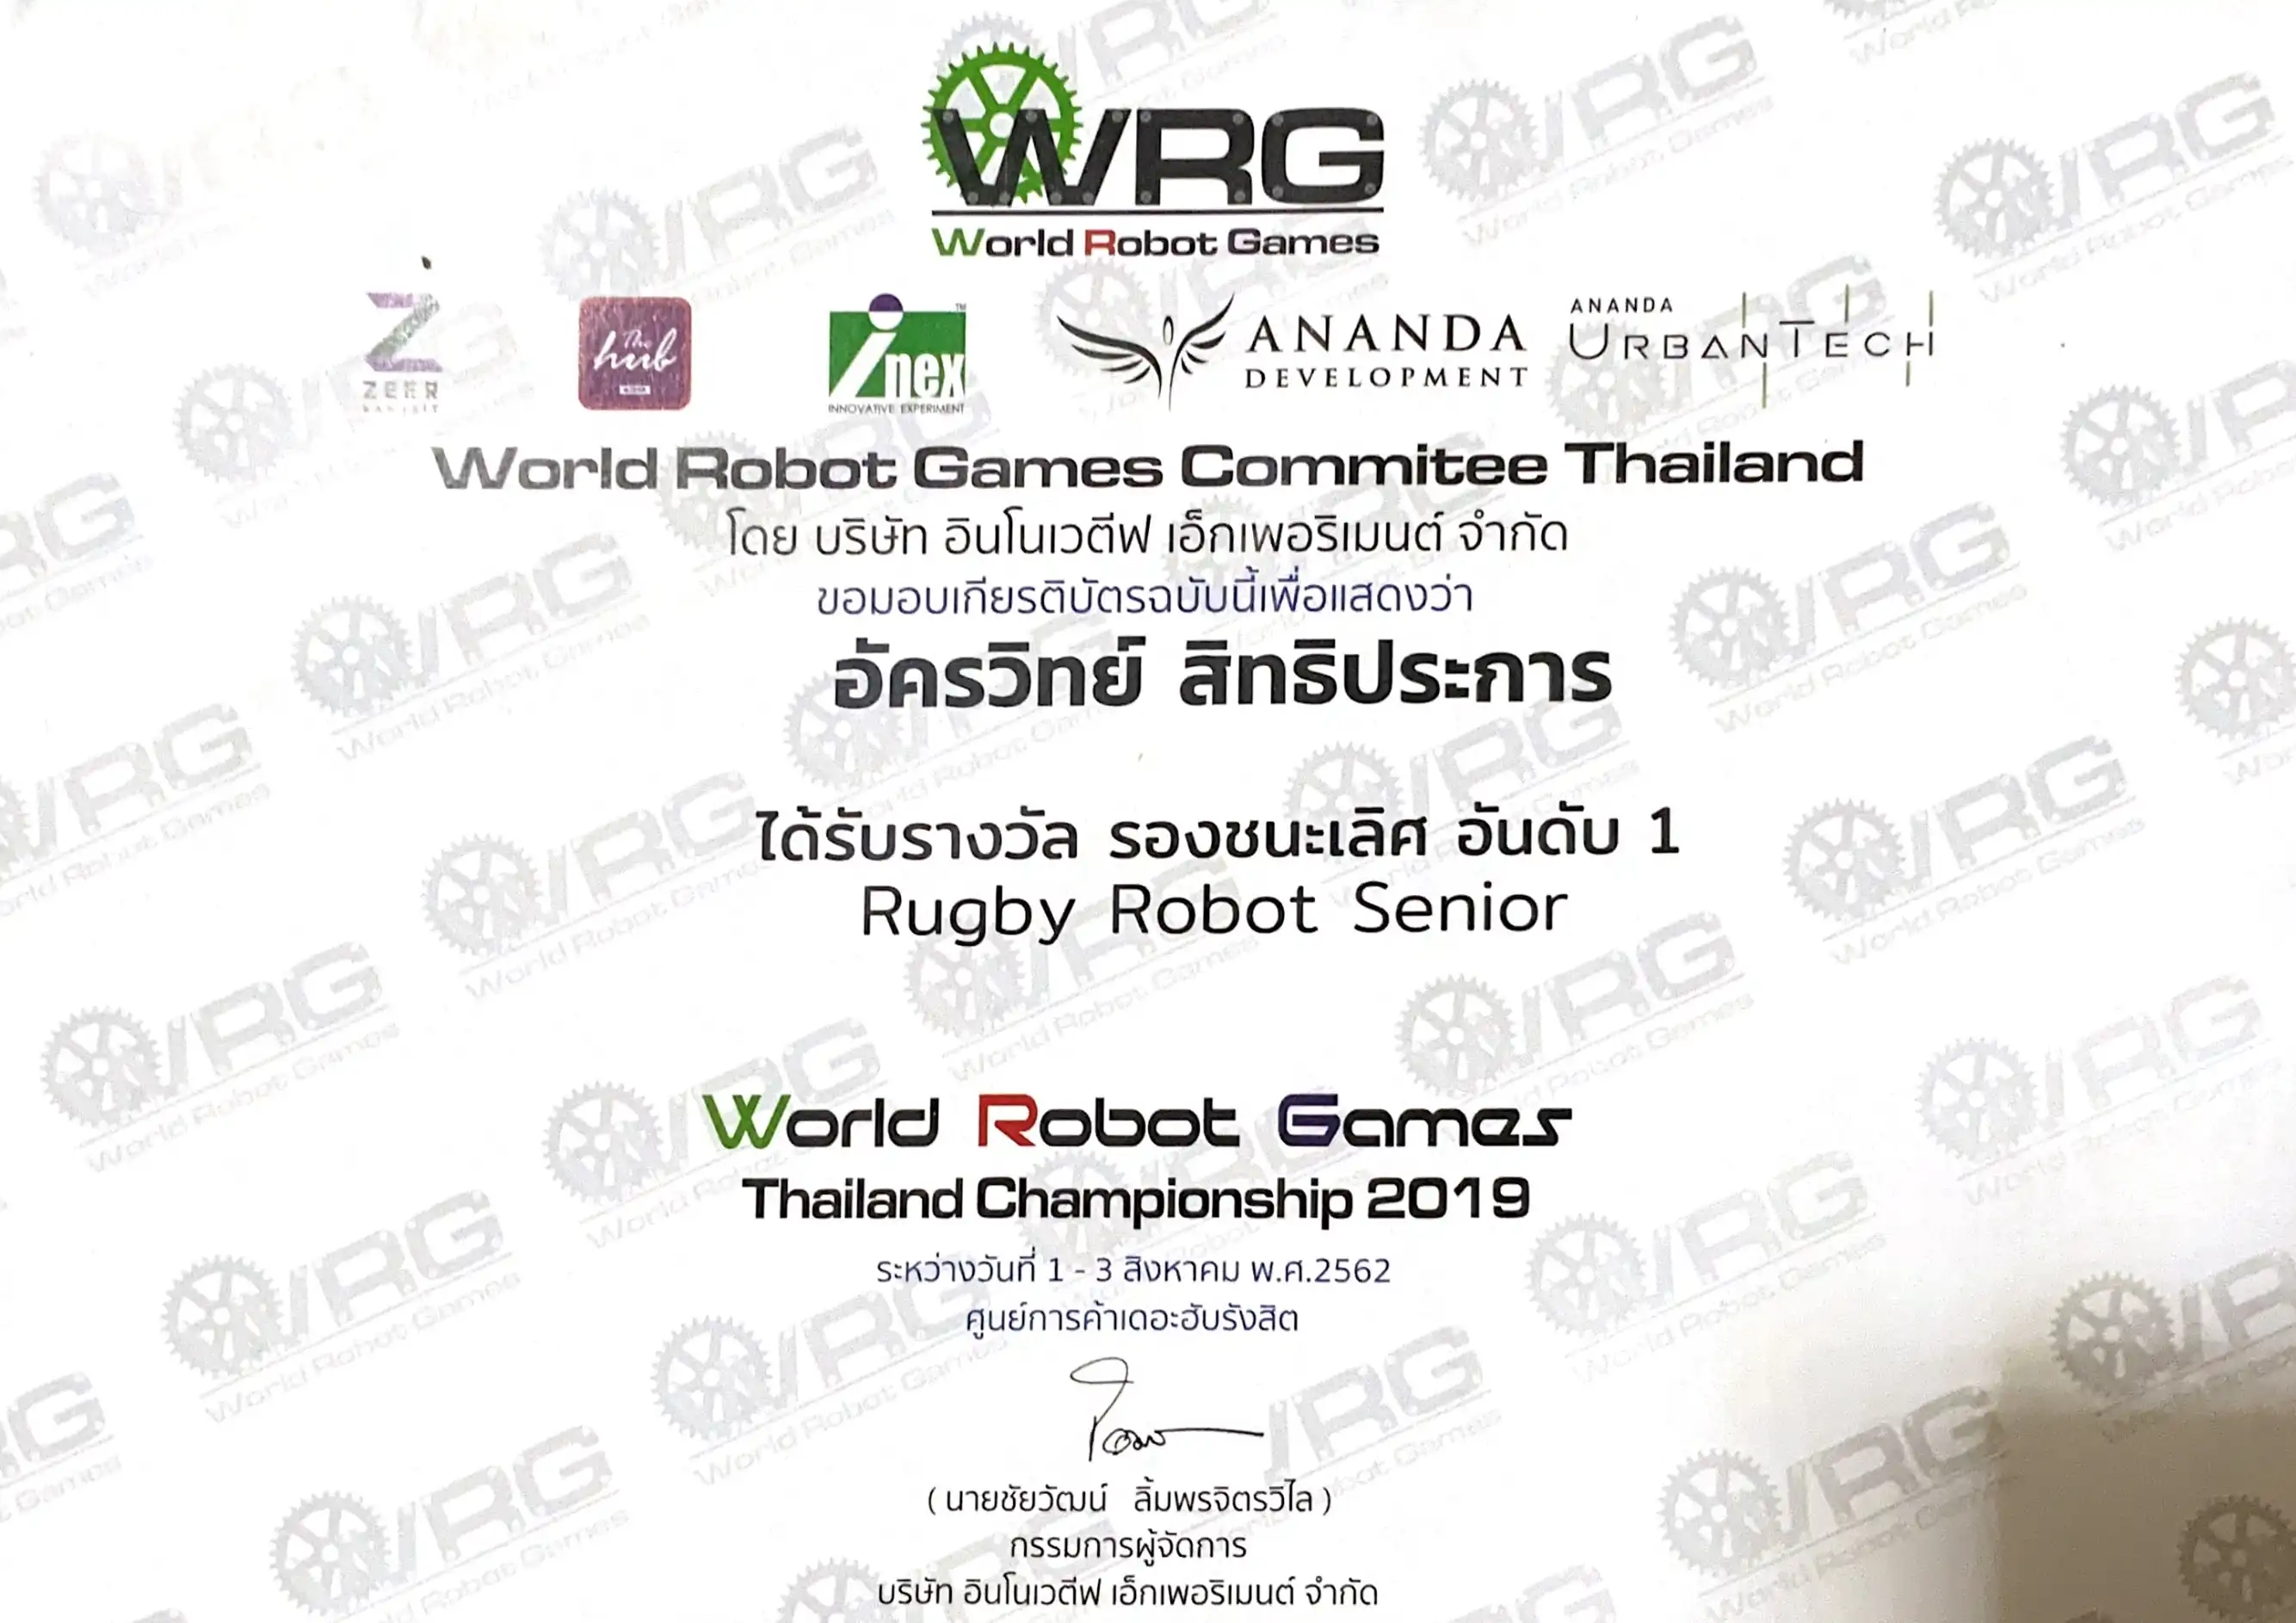 WRG
World Robot Games
Z
ZEER
RANGSIT
The
hub
inex
INNOVATIVE EXPERIMENT
ANANDA
DEVELOPMENT
ANANDA
URBANTECH
World Robot Games Commitee Thailand
โดย บริษัท อินโนเวตีฟ เอ็กเพอริเมนต์ จำกัด
ขอมอบเกียรติบัตรฉบับนี้เพื่อแสดงว่า
อัครวิทย์ สิทธิประการ
ได้รับรางวัล รองชนะเลิศ อันดับ 1
Rugby Robot Senior
World Robot Games
Thailand Championship 2019
ระหว่างวันที่ 1 - 3 สิงหาคม พ.ศ.2562
ศูนย์การค้าเดอะฮับรังสิต
( นายชัยวัฒน์ ลิ้มพรจิตรวิไล )
กรรมการผู้จัดการ
บริษัท อินโนเวตีฟ เอ็กเพอริเมนต์ จำกัด